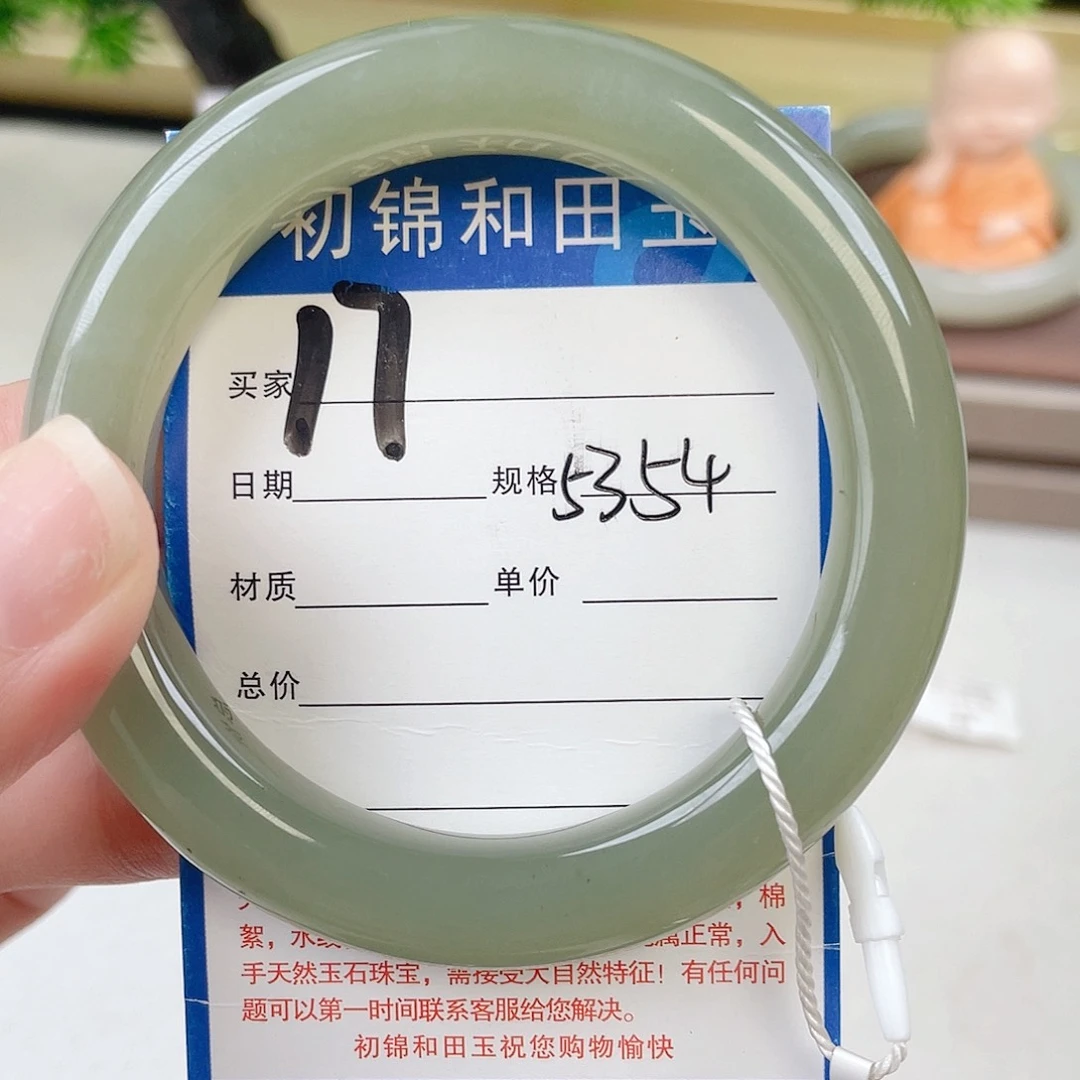 初锦和田玉
17
买家
日期 规格 5354
材质 单价
总价
棉
絮，水 属正常，入
手天然玉石珠宝，需接受大自然特征！有任何问
题可以第一时间联系客服给您解决。
初锦和田玉祝您购物愉快